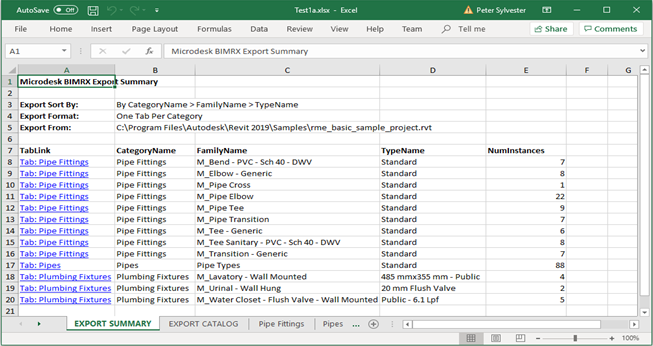 AutoSave Off Test1a.xlsx - Excel Peter Sylvester
File Home Insert Page Layout Formulas Data Review View Help Team Tell me Share Comments
A1 fx Microdesk BIMRX Export Summary
A B C D E F G
1 Microdesk BIMRX Export Summary
2
3 Export Sort By: By CategoryName > FamilyName > TypeName
4 Export Format: One Tab Per Category
5 Export From: C:\Program Files\Autodesk\Revit 2019\Samples\rme_basic_sample_project.rvt
6
7 TabLink CategoryName FamilyName TypeName NumInstances
8 Tab: Pipe Fittings Pipe Fittings M_Bend - PVC - Sch 40 - DWV Standard 7
9 Tab: Pipe Fittings Pipe Fittings M_Elbow - Generic Standard 8
10 Tab: Pipe Fittings Pipe Fittings M_Pipe Cross Standard 1
11 Tab: Pipe Fittings Pipe Fittings M_Pipe Elbow Standard 22
12 Tab: Pipe Fittings Pipe Fittings M_Pipe Tee Standard 9
13 Tab: Pipe Fittings Pipe Fittings M_Pipe Transition Standard 7
14 Tab: Pipe Fittings Pipe Fittings M_Tee - Generic Standard 6
15 Tab: Pipe Fittings Pipe Fittings M_Tee Sanitary - PVC - Sch 40 - DWV Standard 8
16 Tab: Pipe Fittings Pipe Fittings M_Transition - Generic Standard 7
17 Tab: Pipes Pipes Pipe Types Standard 88
18 Tab: Plumbing Fixtures Plumbing Fixtures M_Lavatory - Wall Mounted 485 mmx355 mm - Public 4
19 Tab: Plumbing Fixtures Plumbing Fixtures M_Urinal - Wall Hung 20 mm Flush Valve 2
20 Tab: Plumbing Fixtures Plumbing Fixtures M_Water Closet - Flush Valve - Wall Mounted Public - 6.1 Lpf 5
21
EXPORT SUMMARY EXPORT CATALOG Pipe Fittings Pipes ...
100%